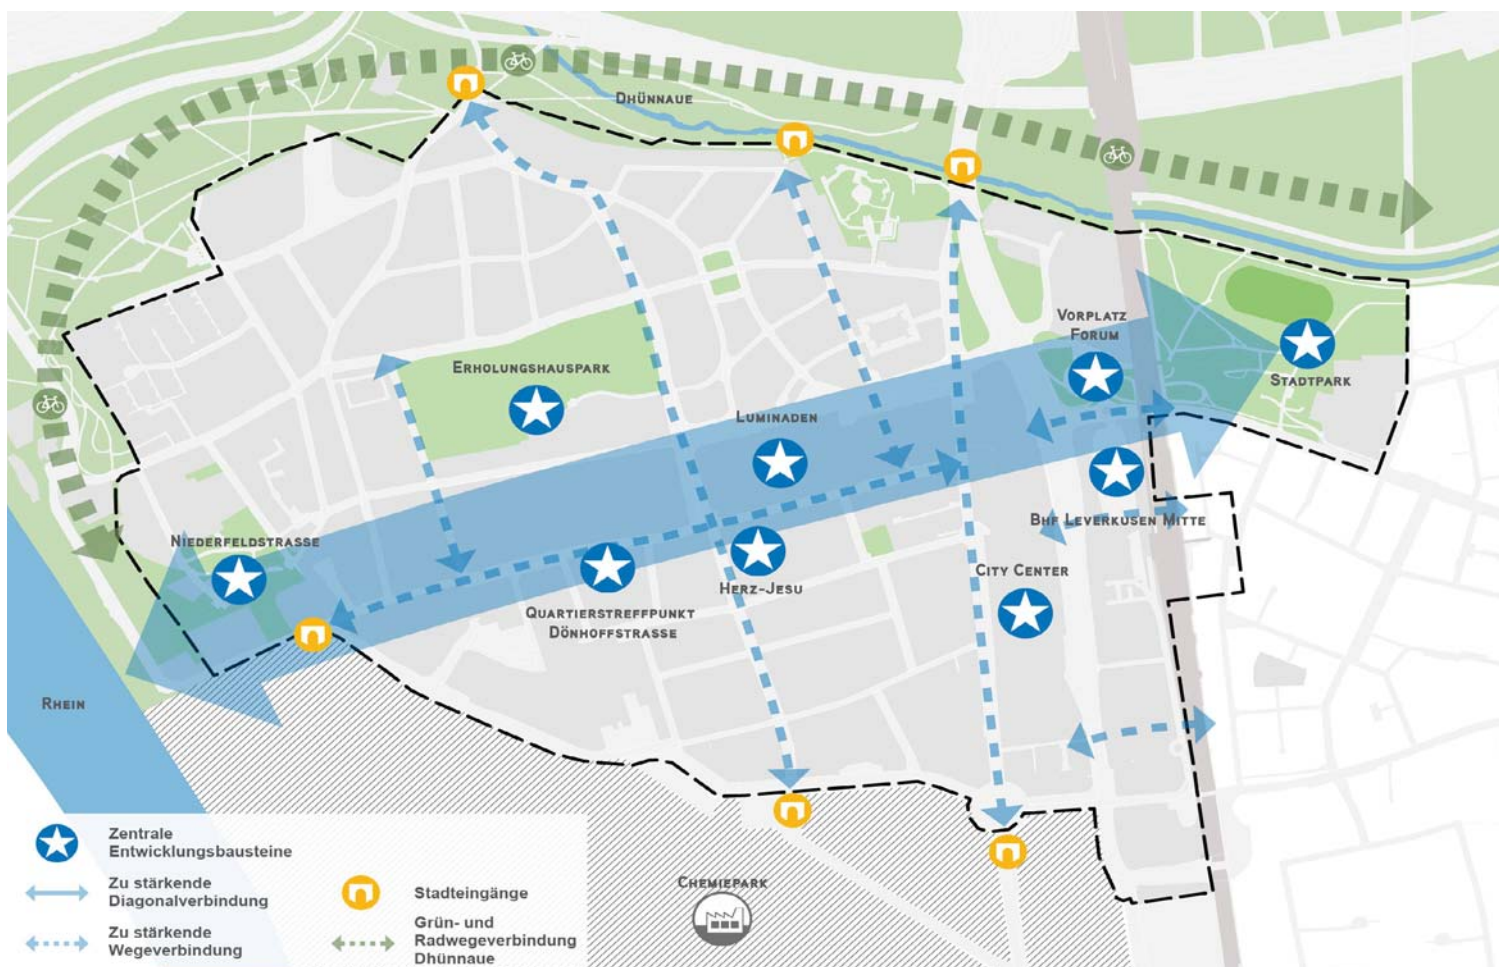 Dhünnaue
Vorplatz
Forum
Erholungshauspark
Stadtpark
Luminaden
Bhf Leverkusen Mitte
Niederfeldstrasse
City Center
Herz-Jesu
Quartierstreffpunkt
Dönhoffstrasse
Rhein
Chemiepark
Zentrale
Entwicklungsbausteine
Zu stärkende
Diagonalverbindung
Zu stärkende
Wegeverbindung
Stadteingänge
Grün- und
Radwegeverbindung
Dhünnaue